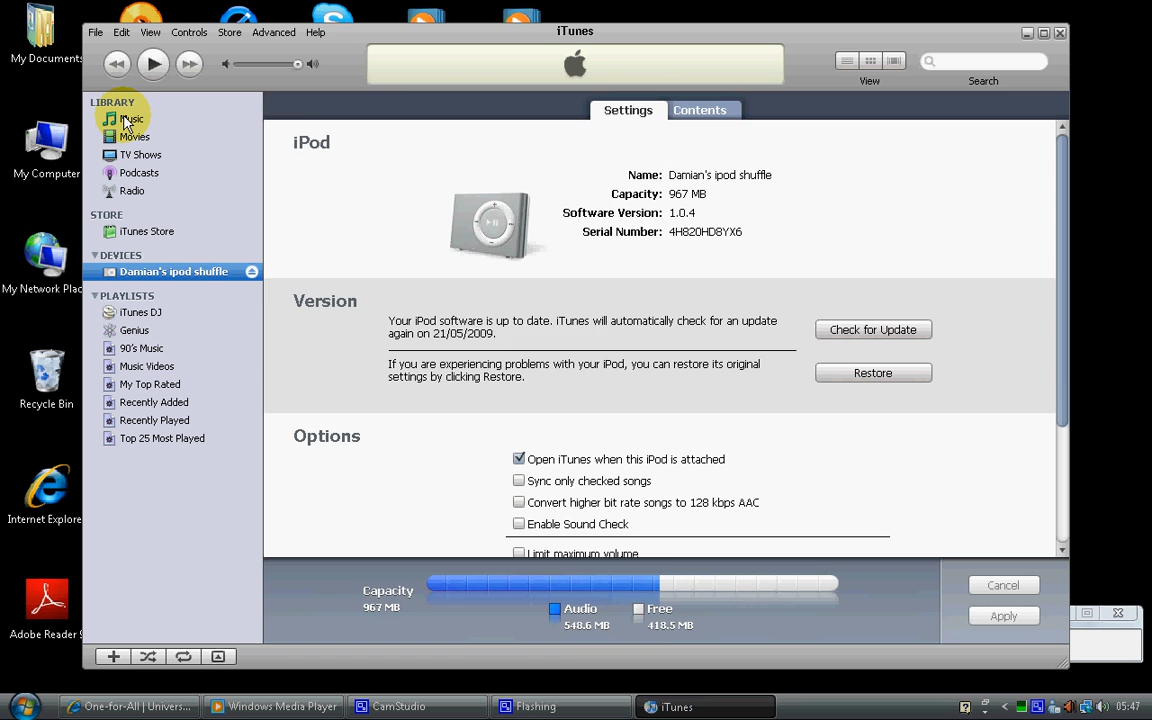 My Documents
My Computer
My Network Plac
Recycle Bin
Internet Explore
Adobe Reader 9
iTunes
File Edit View Controls Store Advanced Help
View
Search
LIBRARY
Music
Movies
TV Shows
Podcasts
Radio
STORE
iTunes Store
DEVICES
Damian's ipod shuffle
PLAYLISTS
iTunes DJ
Genius
90's Music
Music Videos
My Top Rated
Recently Added
Recently Played
Top 25 Most Played
Settings Contents
iPod
Name: Damian's ipod shuffle
Capacity: 967 MB
Software Version: 1.0.4
Serial Number: 4H820HD8YX6
Version
Your iPod software is up to date. iTunes will automatically check for an update
again on 21/05/2009.
Check for Update
If you are experiencing problems with your iPod, you can restore its original
settings by clicking Restore.
Restore
Options
Open iTunes when this iPod is attached
Sync only checked songs
Convert higher bit rate songs to 128 kbps AAC
Enable Sound Check
Limit maximum volume
Capacity
967 MB
Audio
548.6 MB
Free
418.5 MB
Cancel
Apply
One-for-All | Univers... Windows Media Player CamStudio Flashing iTunes 05:47